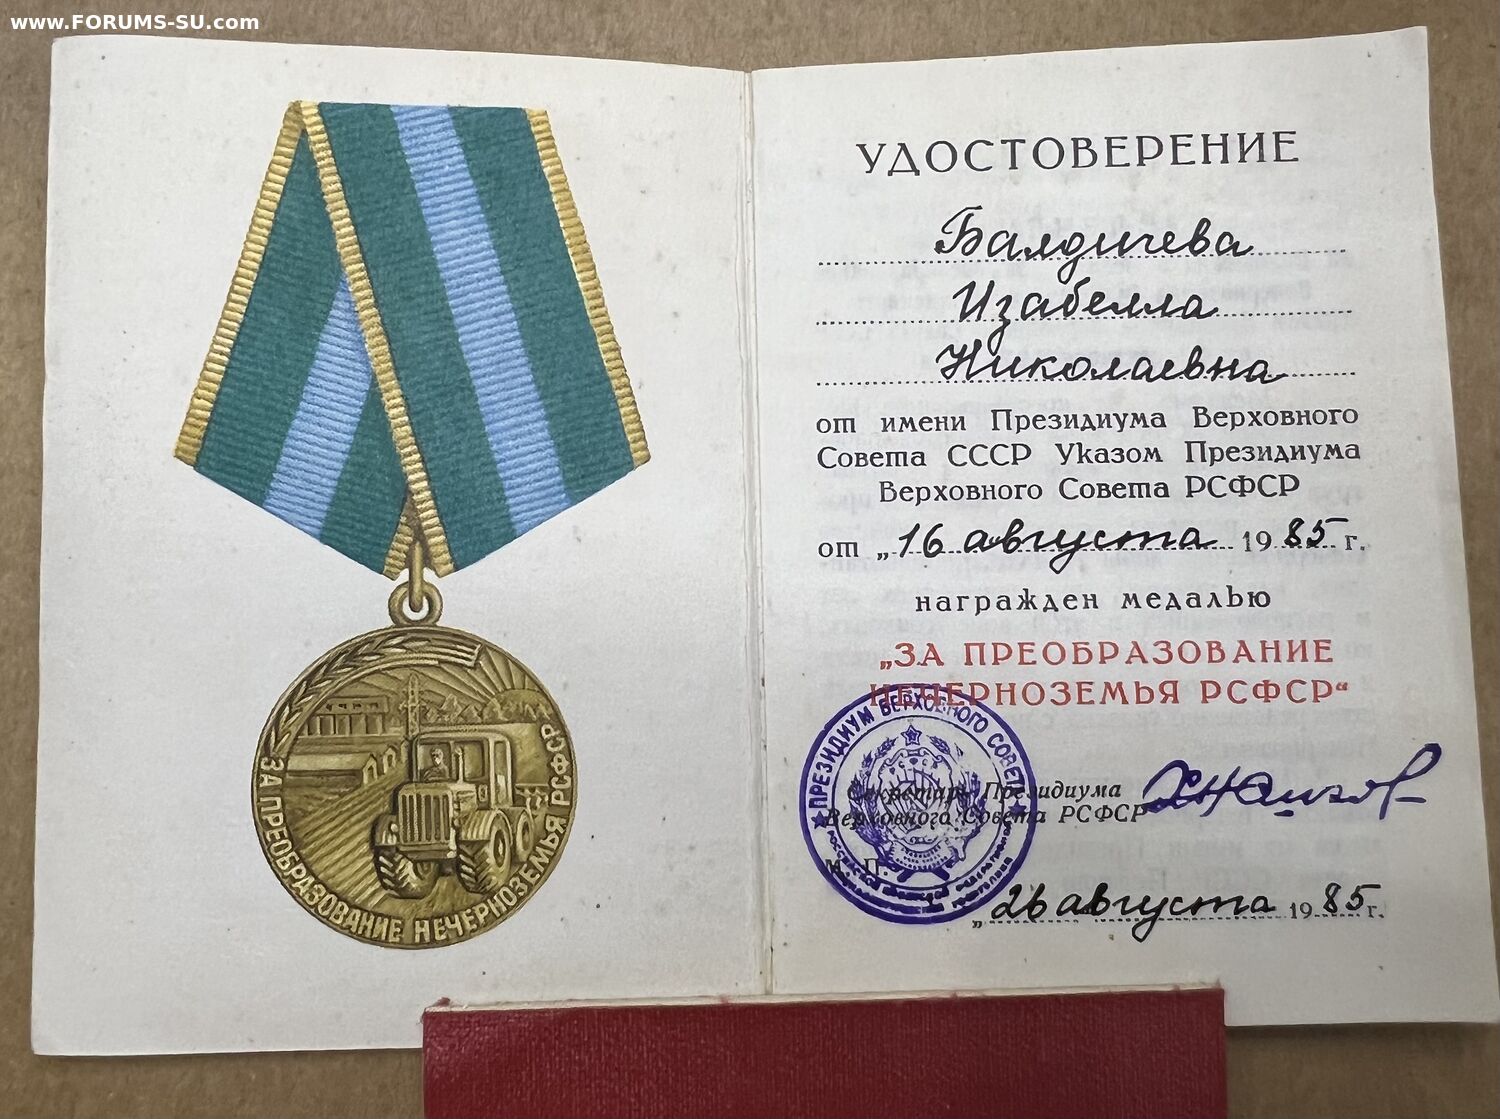 www.FORUMS-SU.com
ЗА ПРЕОБРАЗОВАНИЕ НЕЧЕРНОЗЕМЬЯ РСФСР
УДОСТОВЕРЕНИЕ
Балдичева
Изабелла
Николаевна
от имени Президиума Верховного
Совета СССР Указом Президиума
Верховного Совета РСФСР
от „16 августа 1985 г.
награжден медалью
„ЗА ПРЕОБРАЗОВАНИЕ
НЕЧЕРНОЗЕМЬЯ РСФСР“
ПРЕЗИДИУМ ВЕРХОВНОГО СОВЕТА
Секретарь Президиума
Верховного Совета РСФСР
М. П.
„26 августа 1985 г.